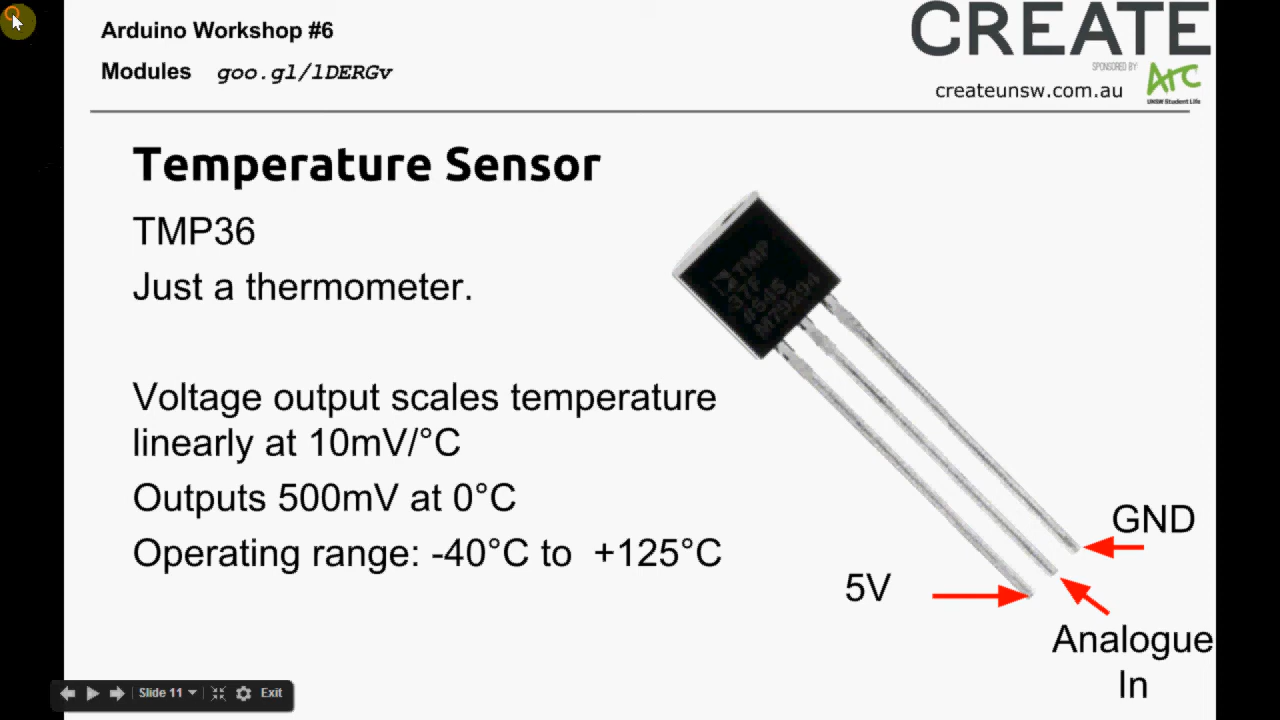 Arduino Workshop #6
Modules goo.gl/lDERGv
CREATE
SPONSORED BY
Arc
UNSW Student Life
createunsw.com.au
Temperature Sensor
TMP36
Just a thermometer.
TMP
37F
#545
M79294
Voltage output scales temperature
linearly at 10mV/°C
Outputs 500mV at 0°C
Operating range: -40°C to +125°C
GND
5V
Analogue
In
Slide 11
Exit